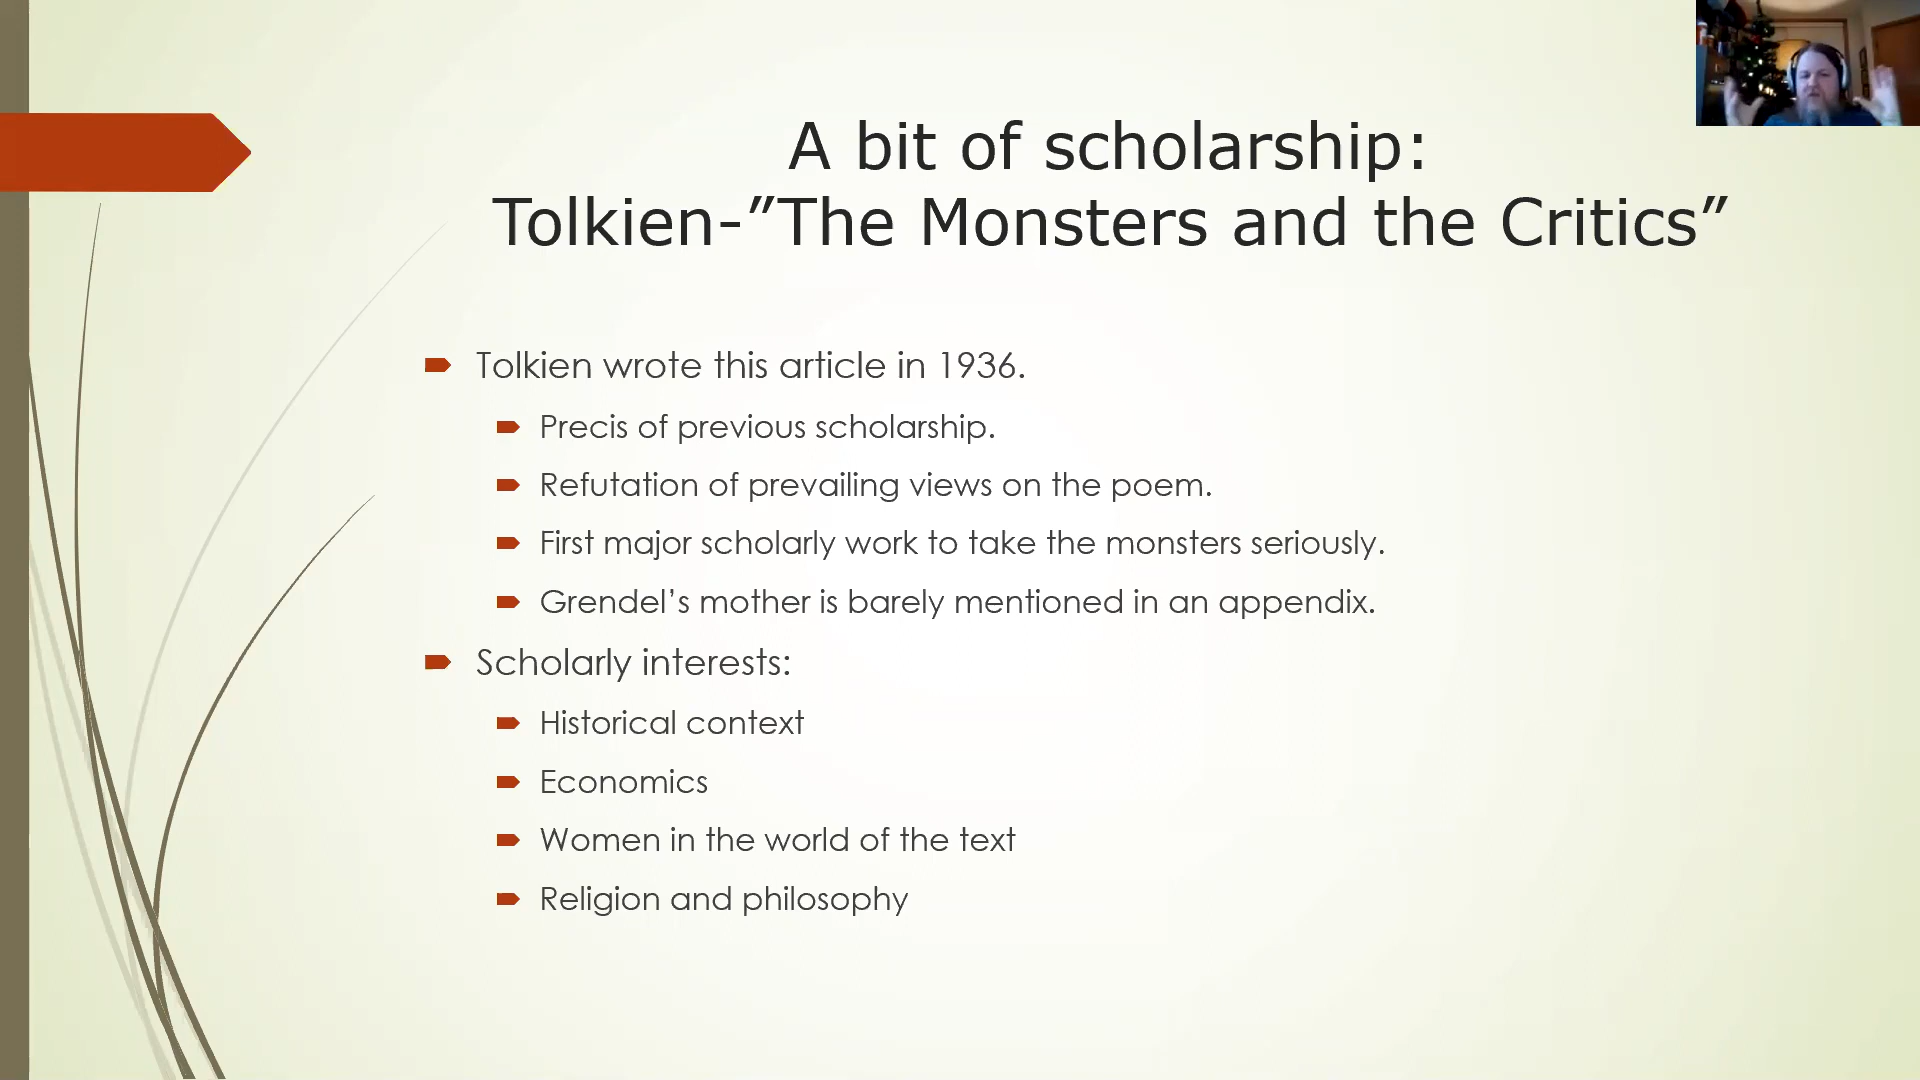 A bit of scholarship:
Tolkien-”The Monsters and the Critics”
Tolkien wrote this article in 1936.
Precis of previous scholarship.
Refutation of prevailing views on the poem.
First major scholarly work to take the monsters seriously.
Grendel’s mother is barely mentioned in an appendix.
Scholarly interests:
Historical context
Economics
Women in the world of the text
Religion and philosophy